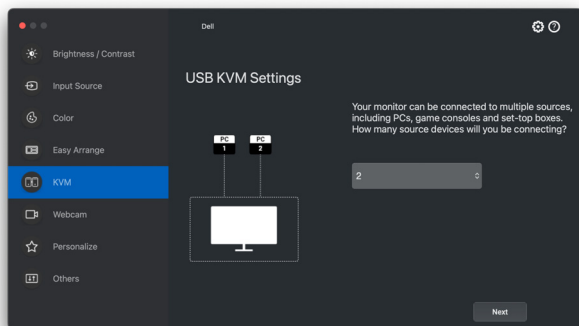 Dell
Brightness / Contrast
Input Source
Color
Easy Arrange
KVM
Webcam
Personalize
Others
USB KVM Settings
PC
1
PC
2
Your monitor can be connected to multiple sources,
including PCs, game consoles and set-top boxes.
How many source devices will you be connecting?
2
Next